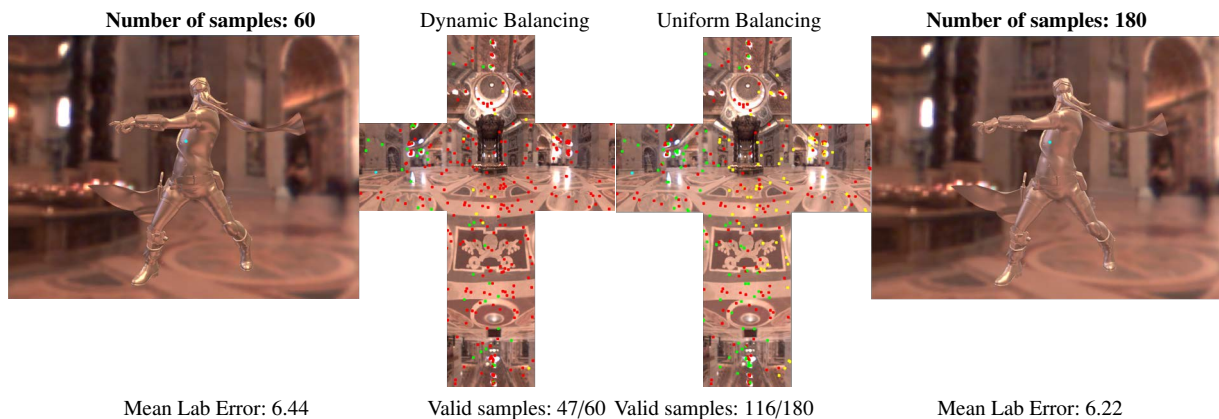 Number of samples: 60
Dynamic Balancing
Uniform Balancing
Number of samples: 180
Mean Lab Error: 6.44
Valid samples: 47/60
Valid samples: 116/180
Mean Lab Error: 6.22